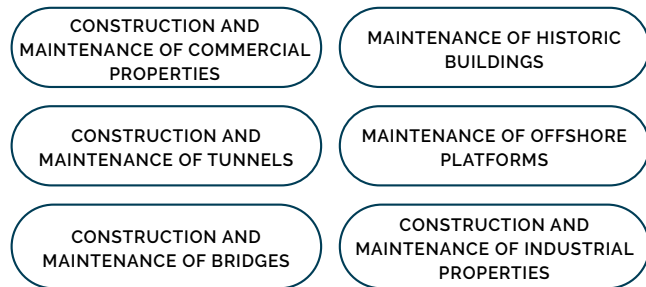 CONSTRUCTION AND
MAINTENANCE OF COMMERCIAL
PROPERTIES
MAINTENANCE OF HISTORIC
BUILDINGS
CONSTRUCTION AND
MAINTENANCE OF TUNNELS
MAINTENANCE OF OFFSHORE
PLATFORMS
CONSTRUCTION AND
MAINTENANCE OF BRIDGES
CONSTRUCTION AND
MAINTENANCE OF INDUSTRIAL
PROPERTIES